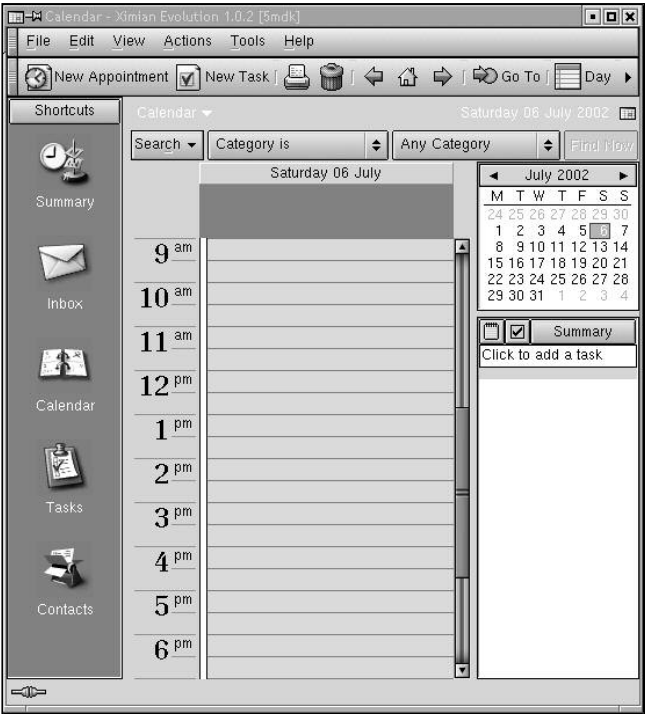 Calendar - Ximian Evolution 1.0.2 [5mdk]
File Edit View Actions Tools Help
New Appointment New Task Go To Day
Shortcuts
Calendar Saturday 06 July 2002
Search Category is Any Category Find Now
Saturday 06 July
July 2002
M T W T F S S
24 25 26 27 28 29 30
1 2 3 4 5 6 7
8 9 10 11 12 13 14
15 16 17 18 19 20 21
22 23 24 25 26 27 28
29 30 31 1 2 3 4
Summary
Click to add a task
Summary
Inbox
Calendar
Tasks
Contacts
9 am
10 am
11 am
12 pm
1 pm
2 pm
3 pm
4 pm
5 pm
6 pm